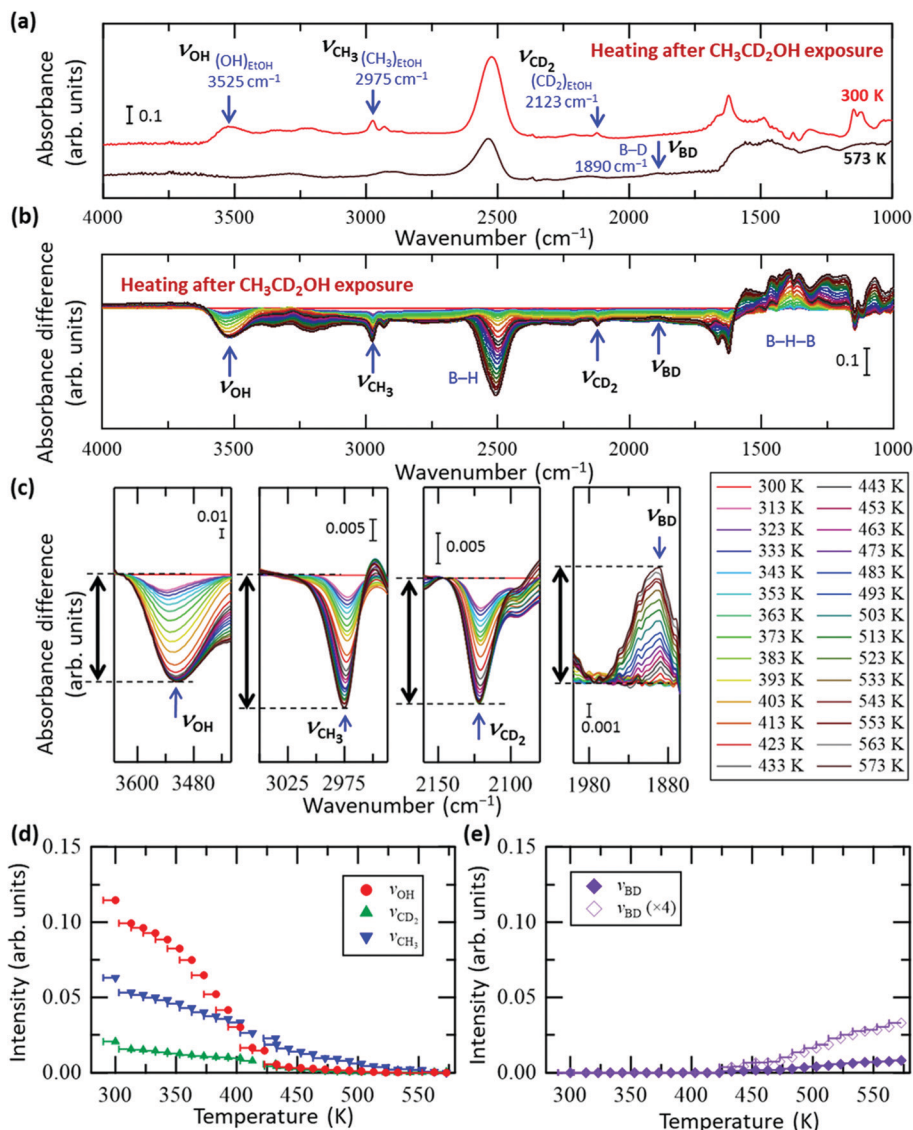 (a)
Absorbance
(arb. units)
ν_OH (OH)_EtOH
3525 cm⁻¹
ν_CH₃ (CH₃)_EtOH
2975 cm⁻¹
ν_CD₂
(CD₂)_EtOH
2123 cm⁻¹
Heating after CH₃CD₂OH exposure
0.1
300 K
B–D
1890 cm⁻¹
ν_BD
573 K
4000 3500 3000 2500 2000 1500 1000
Wavenumber (cm⁻¹)
(b)
Absorbance difference
(arb. units)
Heating after CH₃CD₂OH exposure
ν_OH
ν_CH₃
B–H
ν_CD₂
ν_BD
B–H–B
0.1
4000 3500 3000 2500 2000 1500 1000
Wavenumber (cm⁻¹)
(c)
Absorbance difference
(arb. units)
0.01
ν_OH
3600 3480
0.005
ν_CH₃
3025 2975
0.005
ν_CD₂
2150 2100
ν_BD
0.001
1980 1880
Wavenumber (cm⁻¹)
300 K 443 K
313 K 453 K
323 K 463 K
333 K 473 K
343 K 483 K
353 K 493 K
363 K 503 K
373 K 513 K
383 K 523 K
393 K 533 K
403 K 543 K
413 K 553 K
423 K 563 K
433 K 573 K
(d)
Intensity (arb. units)
0.15
0.10
0.05
0.00
ν_OH
ν_CD₂
ν_CH₃
300 350 400 450 500 550
Temperature (K)
(e)
Intensity (arb. units)
0.15
0.10
0.05
0.00
ν_BD
ν_BD (×4)
300 350 400 450 500 550
Temperature (K)